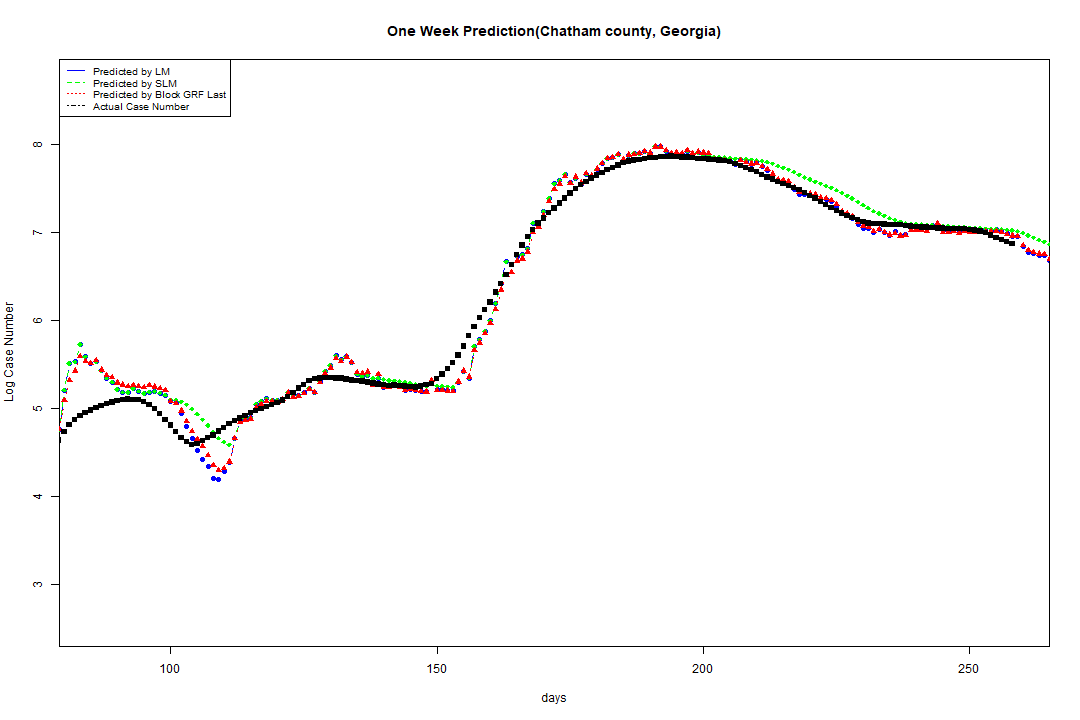 One Week Prediction(Chatham county, Georgia)
Predicted by LM
Predicted by SLM
Predicted by Block GRF Last
Actual Case Number
Log Case Number
8
7
6
5
4
3
100 150 200 250
days